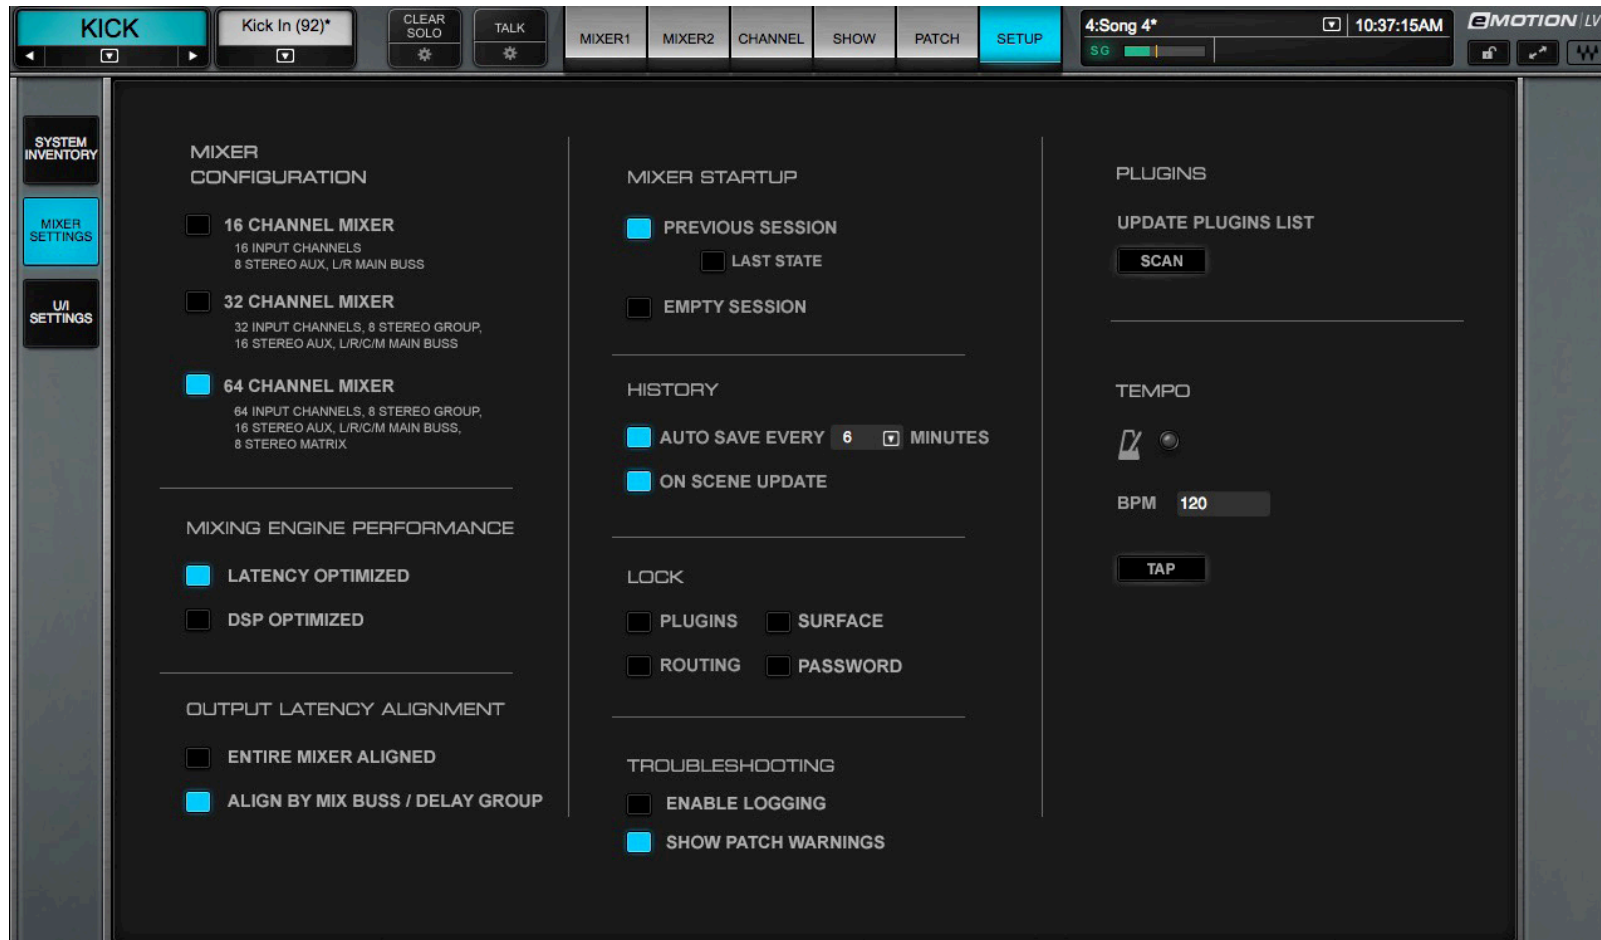 KICK
Kick In (92)*
CLEAR
SOLO
TALK
MIXER1
MIXER2
CHANNEL
SHOW
PATCH
SETUP
4:Song 4*
10:37:15AM
SG
eMOTION LV
SYSTEM
INVENTORY
MIXER
SETTINGS
U/I
SETTINGS
MIXER
CONFIGURATION
16 CHANNEL MIXER
16 INPUT CHANNELS
8 STEREO AUX, L/R MAIN BUSS
32 CHANNEL MIXER
32 INPUT CHANNELS, 8 STEREO GROUP,
16 STEREO AUX, L/R/C/M MAIN BUSS
64 CHANNEL MIXER
64 INPUT CHANNELS, 8 STEREO GROUP,
16 STEREO AUX, L/R/C/M MAIN BUSS,
8 STEREO MATRIX
MIXING ENGINE PERFORMANCE
LATENCY OPTIMIZED
DSP OPTIMIZED
OUTPUT LATENCY ALIGNMENT
ENTIRE MIXER ALIGNED
ALIGN BY MIX BUSS / DELAY GROUP
MIXER STARTUP
PREVIOUS SESSION
LAST STATE
EMPTY SESSION
HISTORY
AUTO SAVE EVERY 6 MINUTES
ON SCENE UPDATE
LOCK
PLUGINS SURFACE
ROUTING PASSWORD
TROUBLESHOOTING
ENABLE LOGGING
SHOW PATCH WARNINGS
PLUGINS
UPDATE PLUGINS LIST
SCAN
TEMPO
BPM 120
TAP